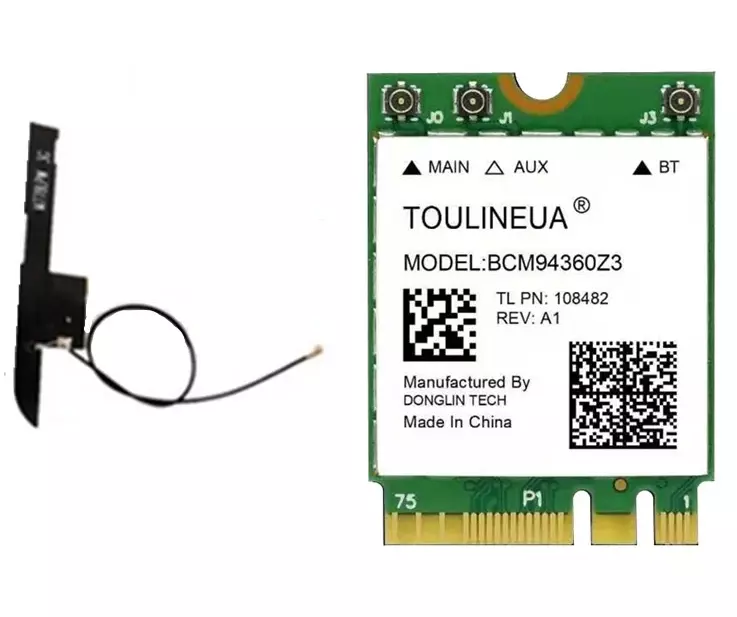 J0 J1 J3
▲ MAIN △ AUX ▲ BT
TOULINEUA®
MODEL:BCM94360Z3
TL PN: 108482
REV: A1
Manufactured By
DONGLIN TECH
Made In China
75 P1 1